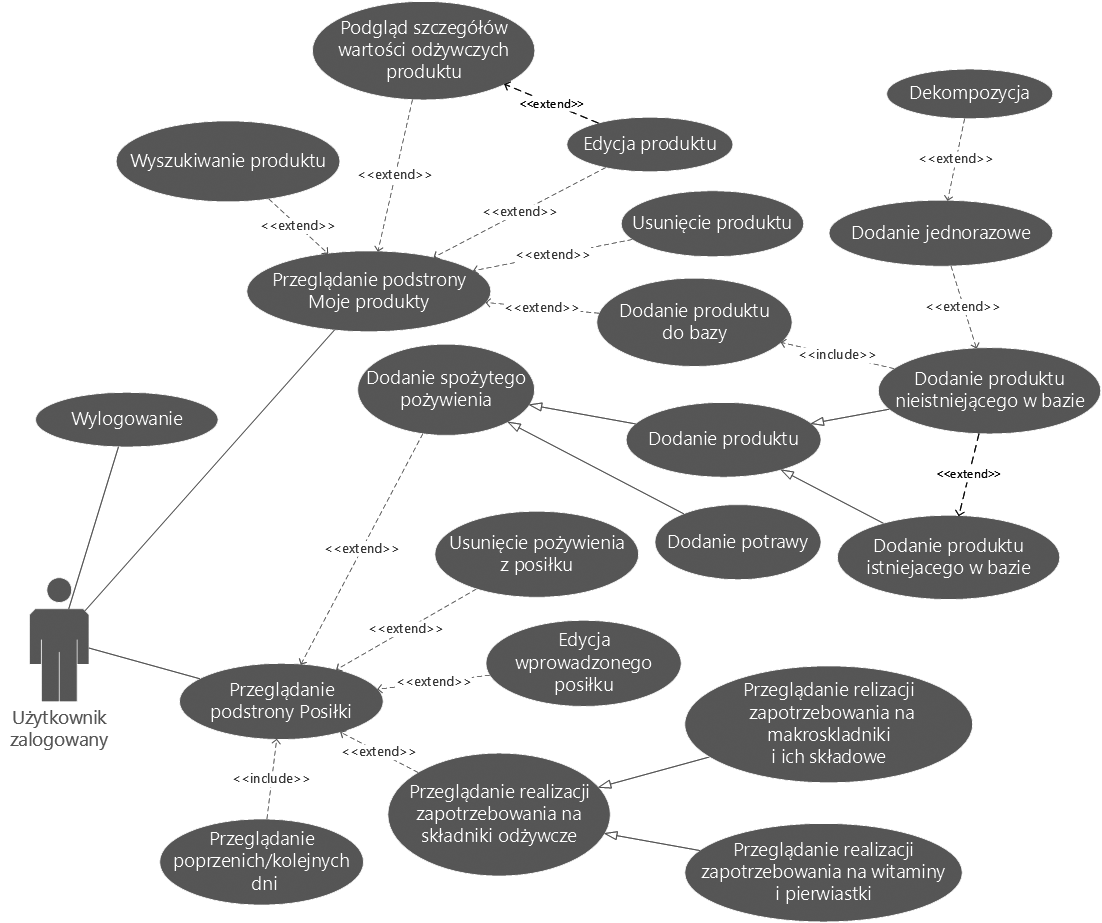 Podgląd szczegółów
wartości odżywczych
produktu
<<extend>>
Dekompozycja
Edycja produktu
<<extend>>
Wyszukiwanie produktu
<<extend>>
<<extend>>
<<extend>>
Usunięcie produktu
<<extend>>
Dodanie jednorazowe
Przeglądanie podstrony
Moje produkty
<<extend>>
Dodanie produktu
do bazy
<<extend>>
<<include>>
Dodanie spożytego
pożywienia
Dodanie produktu
nieistniejącego w bazie
Wylogowanie
Dodanie produktu
<<extend>>
Dodanie potrawy
Dodanie produktu
istniejacego w bazie
<<extend>>
Usunięcie pożywienia
z posiłku
<<extend>>
Edycja
wprowadzonego
posiłku
<<extend>>
Użytkownik
zalogowany
Przeglądanie
podstrony Posiłki
<<extend>>
Przeglądanie relizacji
zapotrzebowania na
makroskladniki
i ich składowe
<<include>>
Przeglądanie realizacji
zapotrzebowania na
składniki odżywcze
Przeglądanie
poprzenich/kolejnych
dni
Przeglądanie realizacji
zapotrzebowania na witaminy
i pierwiastki